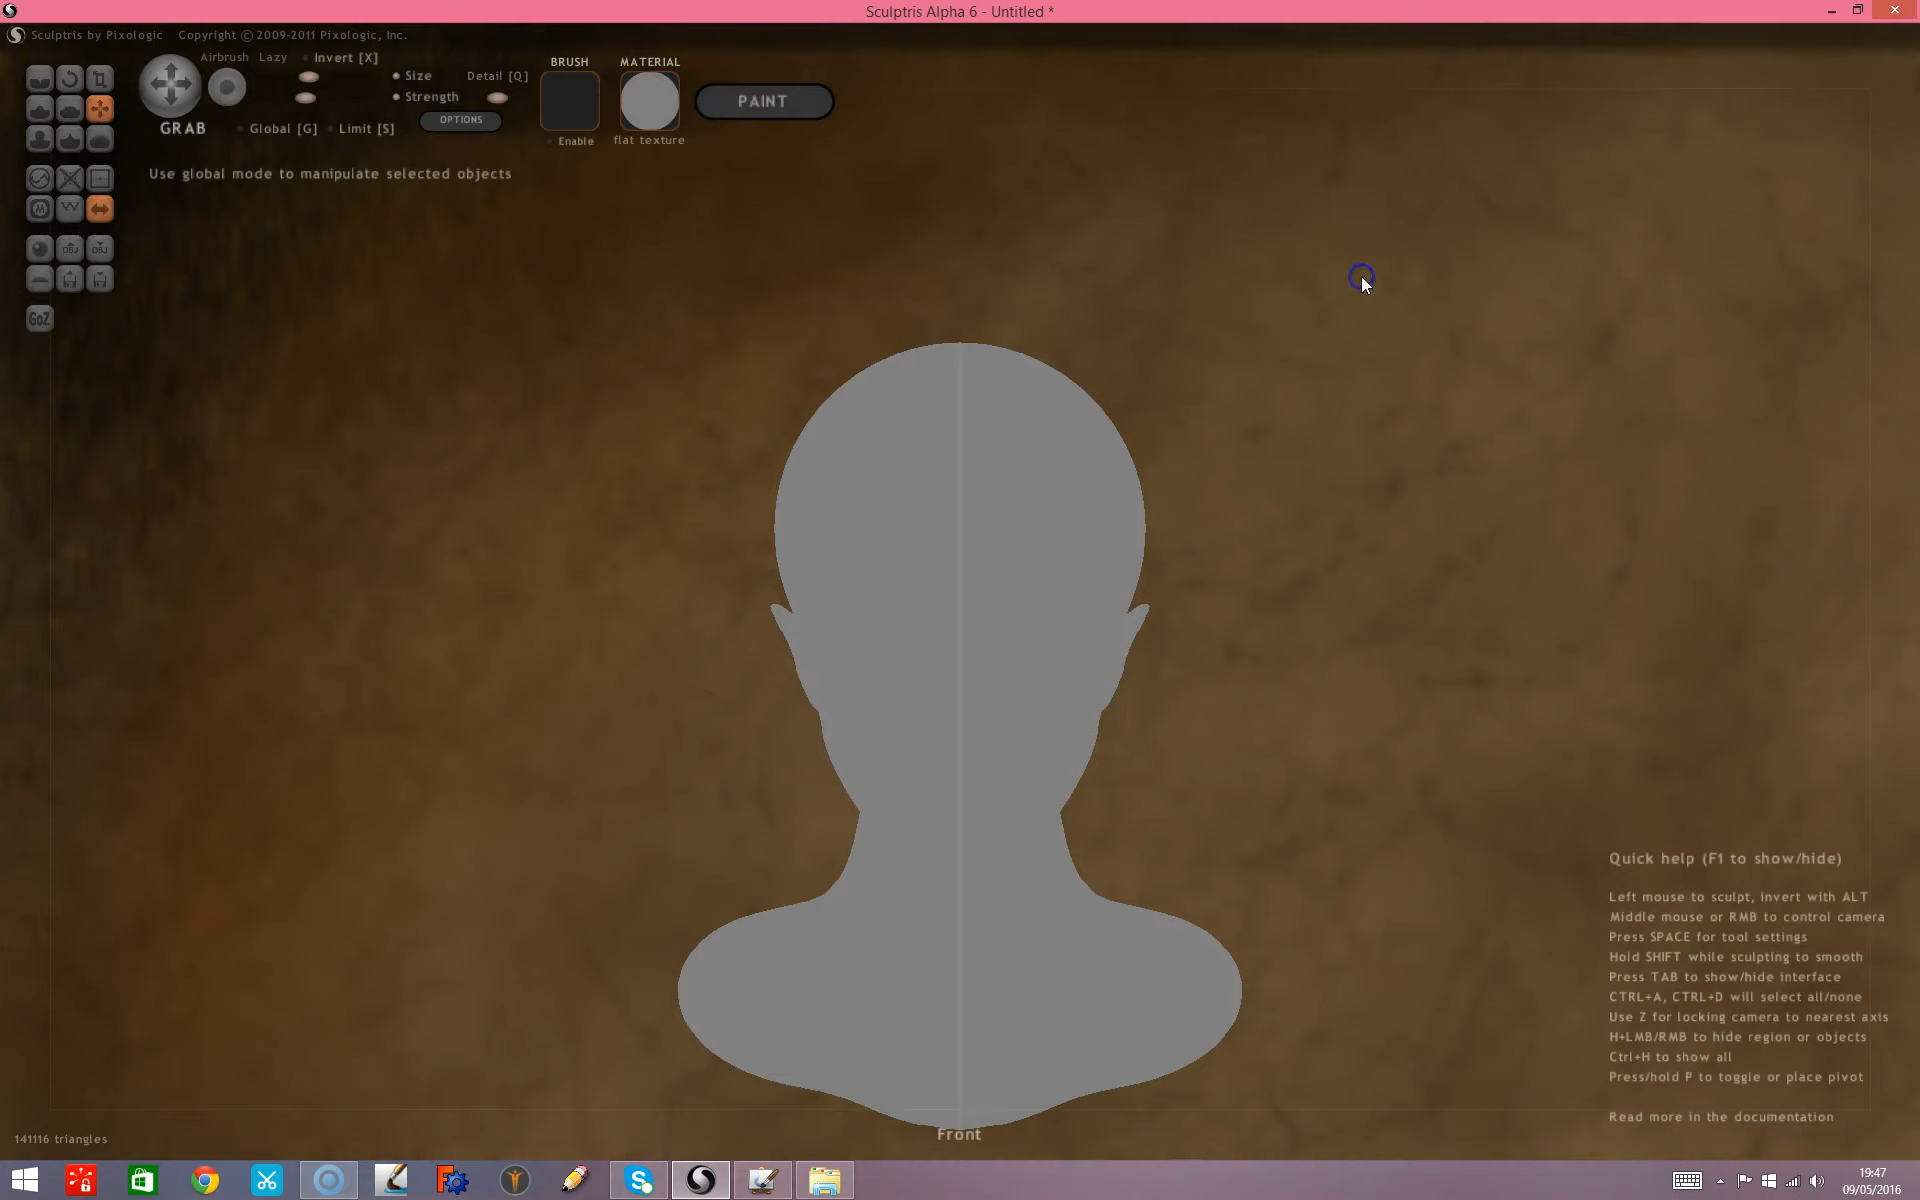 Sculptris Alpha 6 - Untitled *
Sculptris by Pixologic Copyright © 2009-2011 Pixologic, Inc.
Airbrush Lazy Invert [X]
Size Detail [Q]
Strength
GRAB Global [G] Limit [S] OPTIONS
BRUSH
Enable
MATERIAL
flat texture
PAINT
Use global mode to manipulate selected objects
OBJ OBJ
GoZ
Quick help (F1 to show/hide)
Left mouse to sculpt, invert with ALT
Middle mouse or RMB to control camera
Press SPACE for tool settings
Hold SHIFT while sculpting to smooth
Press TAB to show/hide interface
CTRL+A, CTRL+D will select all/none
Use Z for locking camera to nearest axis
H+LMB/RMB to hide region or objects
Ctrl+H to show all
Press/hold P to toggle or place pivot
Read more in the documentation
Front
141116 triangles
19:47
09/05/2016